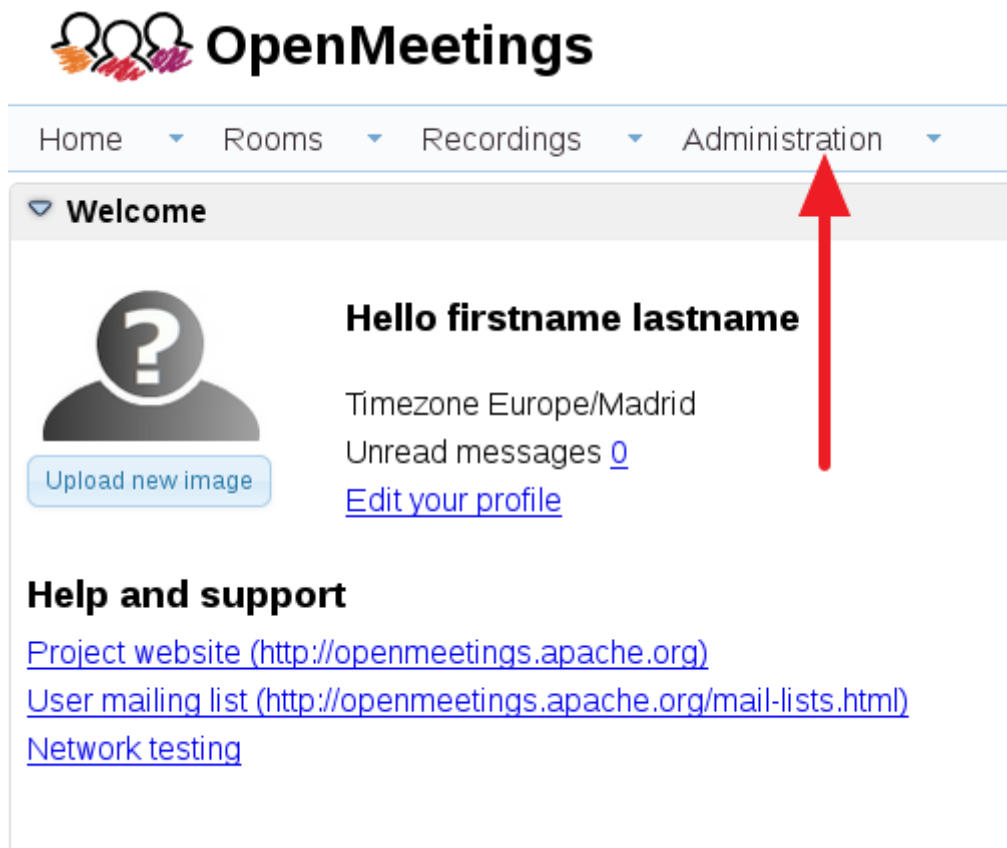 OpenMeetings
Home Rooms Recordings Administration
Welcome
Hello firstname lastname
Timezone Europe/Madrid
Unread messages 0
Edit your profile
Upload new image
Help and support
Project website (http://openmeetings.apache.org)
User mailing list (http://openmeetings.apache.org/mail-lists.html)
Network testing